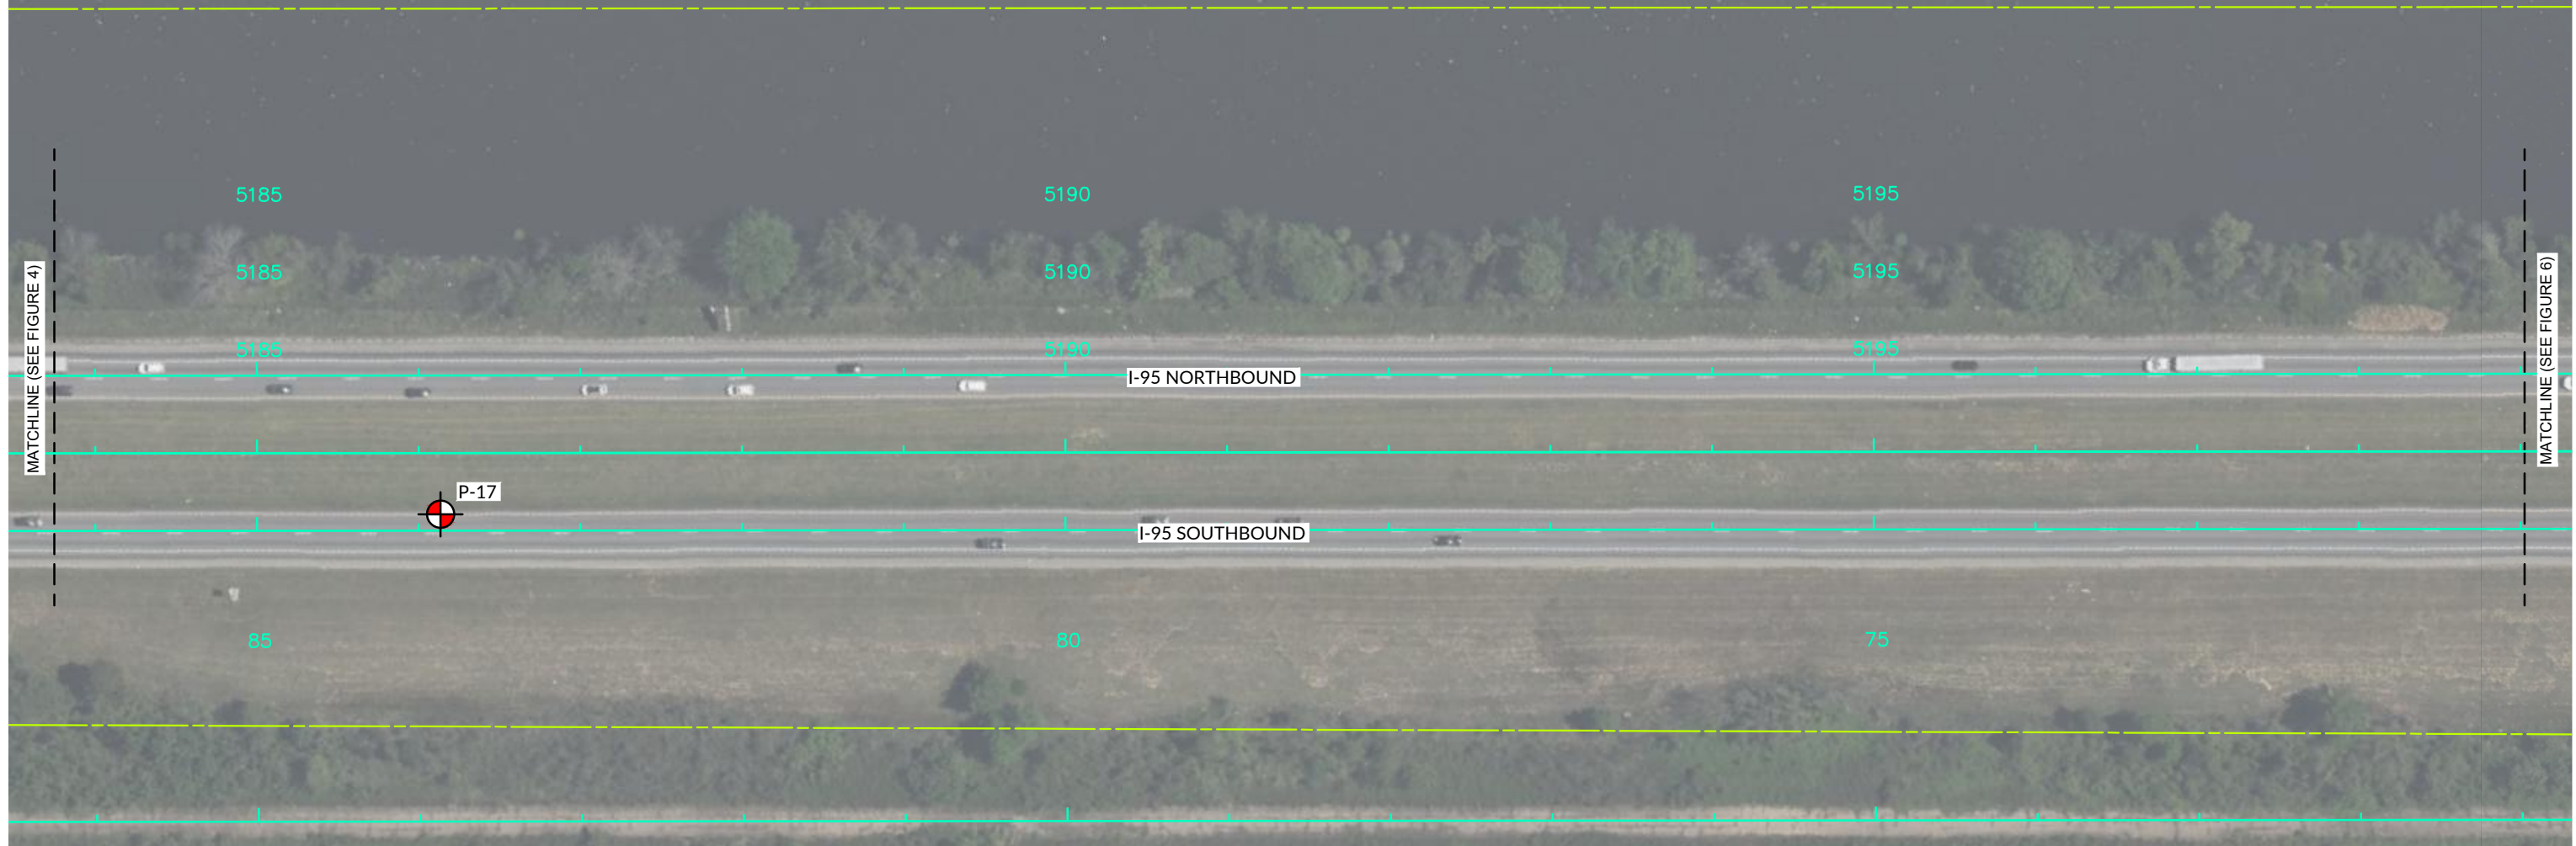 5185 5190 5195
5185 5190 5195
5185 5190 5195
MATCHLINE (SEE FIGURE 4)
I-95 NORTHBOUND
MATCHLINE (SEE FIGURE 6)
P-17
I-95 SOUTHBOUND
85 80 75